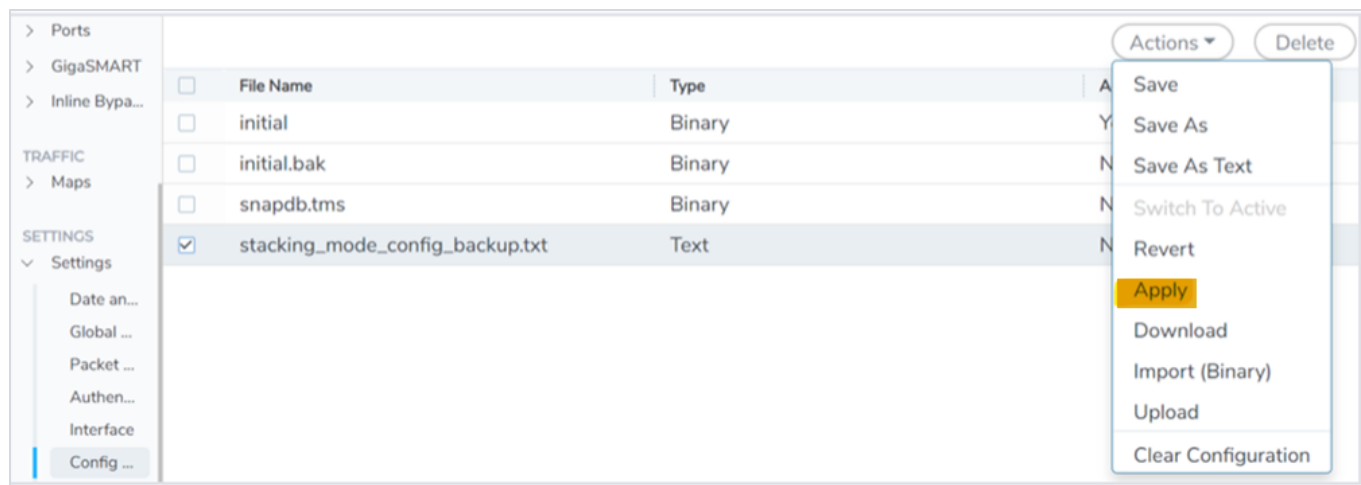 Ports
GigaSMART
Inline Bypa...
TRAFFIC
Maps
SETTINGS
Settings
Date an...
Global ...
Packet ...
Authen...
Interface
Config ...
Actions Delete
File Name Type A
initial Binary Y
initial.bak Binary N
snapdb.tms Binary N
stacking_mode_config_backup.txt Text N
Save
Save As
Save As Text
Switch To Active
Revert
Apply
Download
Import (Binary)
Upload
Clear Configuration